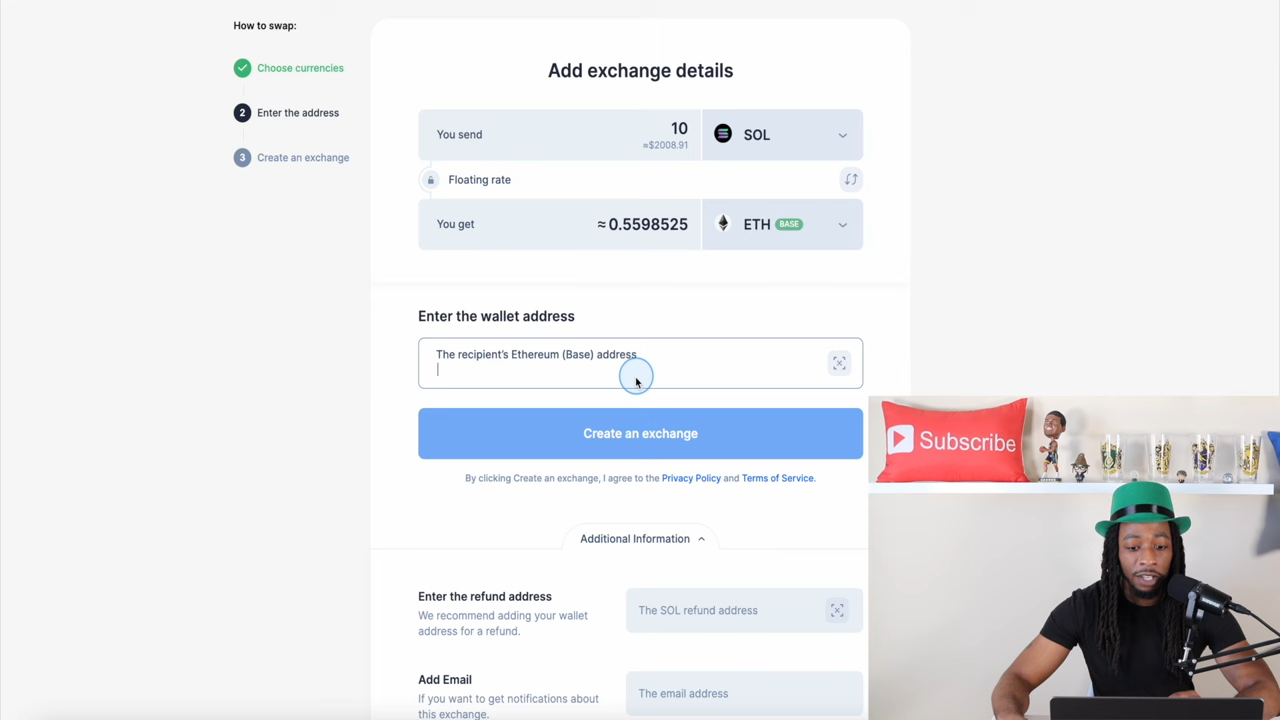 How to swap:
Choose currencies
2 Enter the address
3 Create an exchange
Add exchange details
You send
10
≈$2008.91
SOL
Floating rate
You get
≈ 0.5598525
ETH BASE
Enter the wallet address
The recipient's Ethereum (Base) address
Create an exchange
By clicking Create an exchange, I agree to the Privacy Policy and Terms of Service.
Additional Information
Enter the refund address
We recommend adding your wallet
address for a refund.
The SOL refund address
Add Email
If you want to get notifications about
this exchange.
The email address
Subscribe